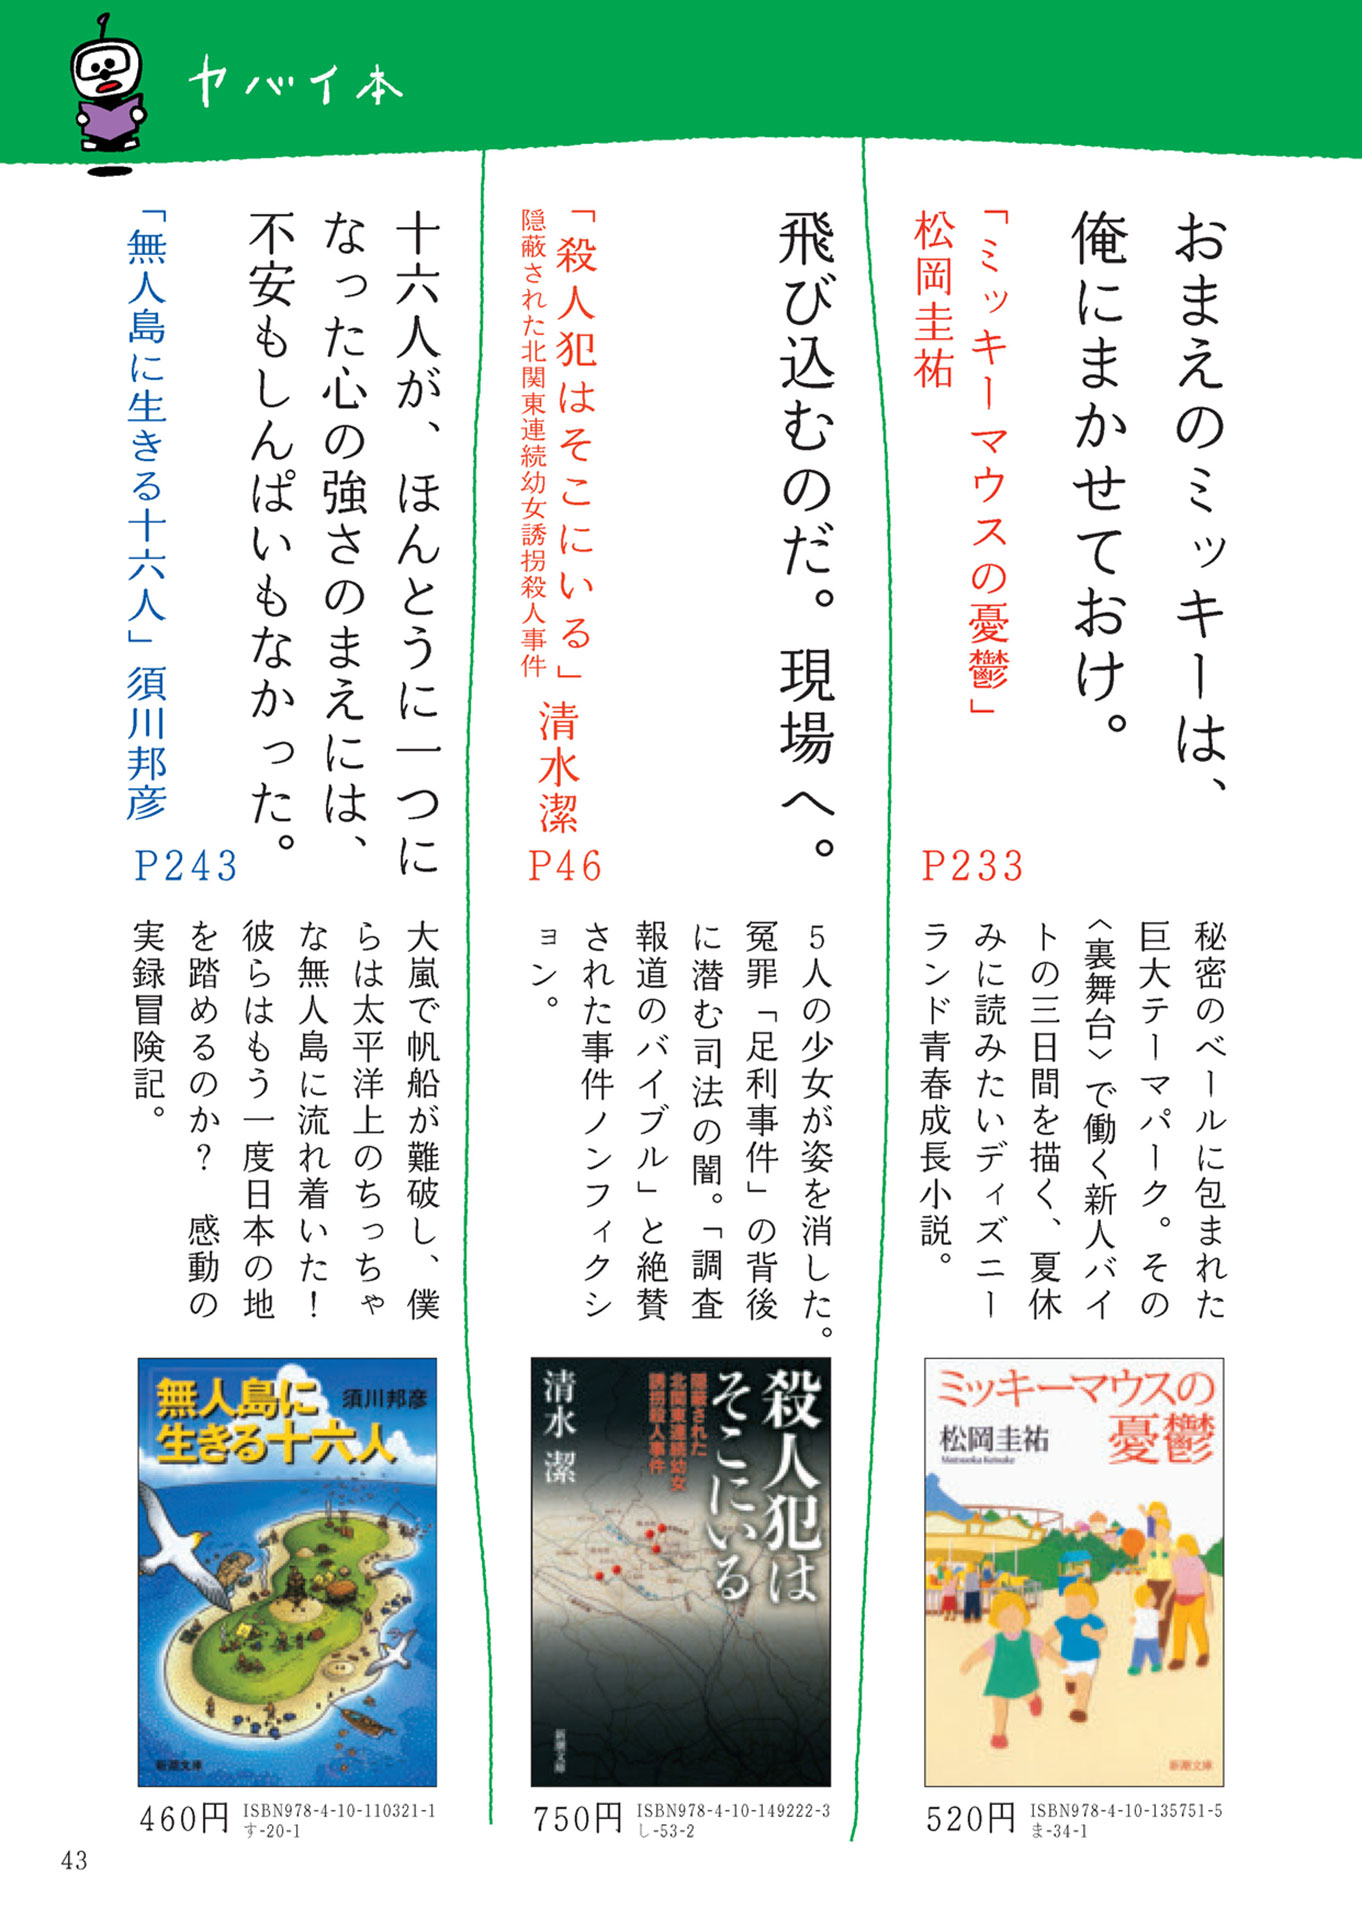 ヤバイ本
おまえのミッキーは、
俺にまかせておけ。
「ミッキーマウスの憂鬱」
松岡圭祐
P233
秘密のベールに包まれた
巨大テーマパーク。その
〈裏舞台〉で働く新人バイ
トの三日間を描く、夏休
みに読みたいディズニー
ランド青春成長小説。
ミッキーマウスの
憂鬱
松岡圭祐
Matsuoka Keisuke
新潮文庫
520円
ISBN978-4-10-135751-5
ま-34-1
飛び込むのだ。現場へ。
「殺人犯はそこにいる」
隠蔽された北関東連続幼女誘拐殺人事件
清水潔
P46
5人の少女が姿を消した。
冤罪「足利事件」の背後
に潜む司法の闇。「調査
報道のバイブル」と絶賛
された事件ノンフィクシ
ョン。
殺人犯は
そこにいる
隠蔽された
北関東連続幼女
誘拐殺人事件
清水 潔
新潮文庫
750円
ISBN978-4-10-149222-3
し-53-2
十六人が、ほんとうに一つに
なった心の強さのまえには、
不安もしんぱいもなかった。
「無人島に生きる十六人」須川邦彦
P243
大嵐で帆船が難破し、僕
らは太平洋上のちっちゃ
な無人島に流れ着いた！
彼らはもう一度日本の地
を踏めるのか？ 感動の
実録冒険記。
無人島に
生きる十六人
須川邦彦
新潮文庫
460円
ISBN978-4-10-110321-1
す-20-1
43